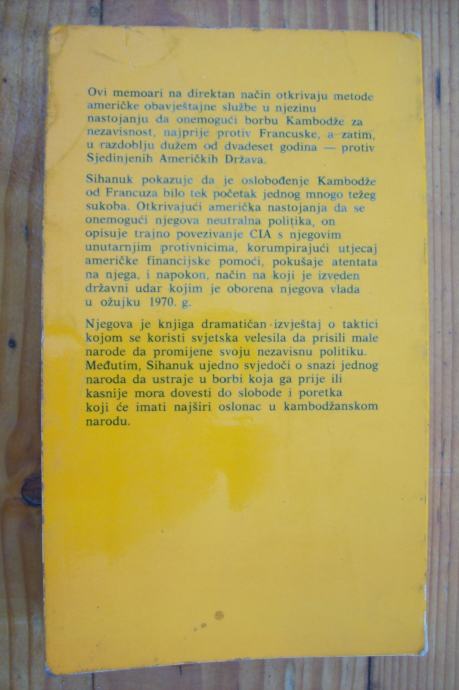 Ovi memoari na direktan način otkrivaju metode
američke obavještajne službe u njezinu
nastojanju da onemogući borbu Kambodže za
nezavisnost, najprije protiv Francuske, a zatim,
u razdoblju dužem od dvadeset godina — protiv
Sjedinjenih Američkih Država.
Sihanuk pokazuje da je oslobođenje Kambodže
od Francuza bilo tek početak jednog mnogo težeg
sukoba. Otkrivajući američka nastojanja da se
onemogući njegova neutralna politika, on
opisuje trajno povezivanje CIA s njegovim
unutarnjim protivnicima, korumpirajući utjecaj
američke financijske pomoći, pokušaje atentata
na njega, i napokon, način na koji je izveden
državni udar kojim je oborena njegova vlada
u ožujku 1970. g.
Njegova je knjiga dramatičan izvještaj o taktici
kojom se koristi svjetska velesila da prisili male
narode da promijene svoju nezavisnu politiku.
Međutim, Sihanuk ujedno svjedoči o snazi jednog
naroda da ustraje u borbi koja ga prije ili
kasnije mora dovesti do slobode i poretka
koji će imati najširi oslonac u kambodžanskom
narodu.